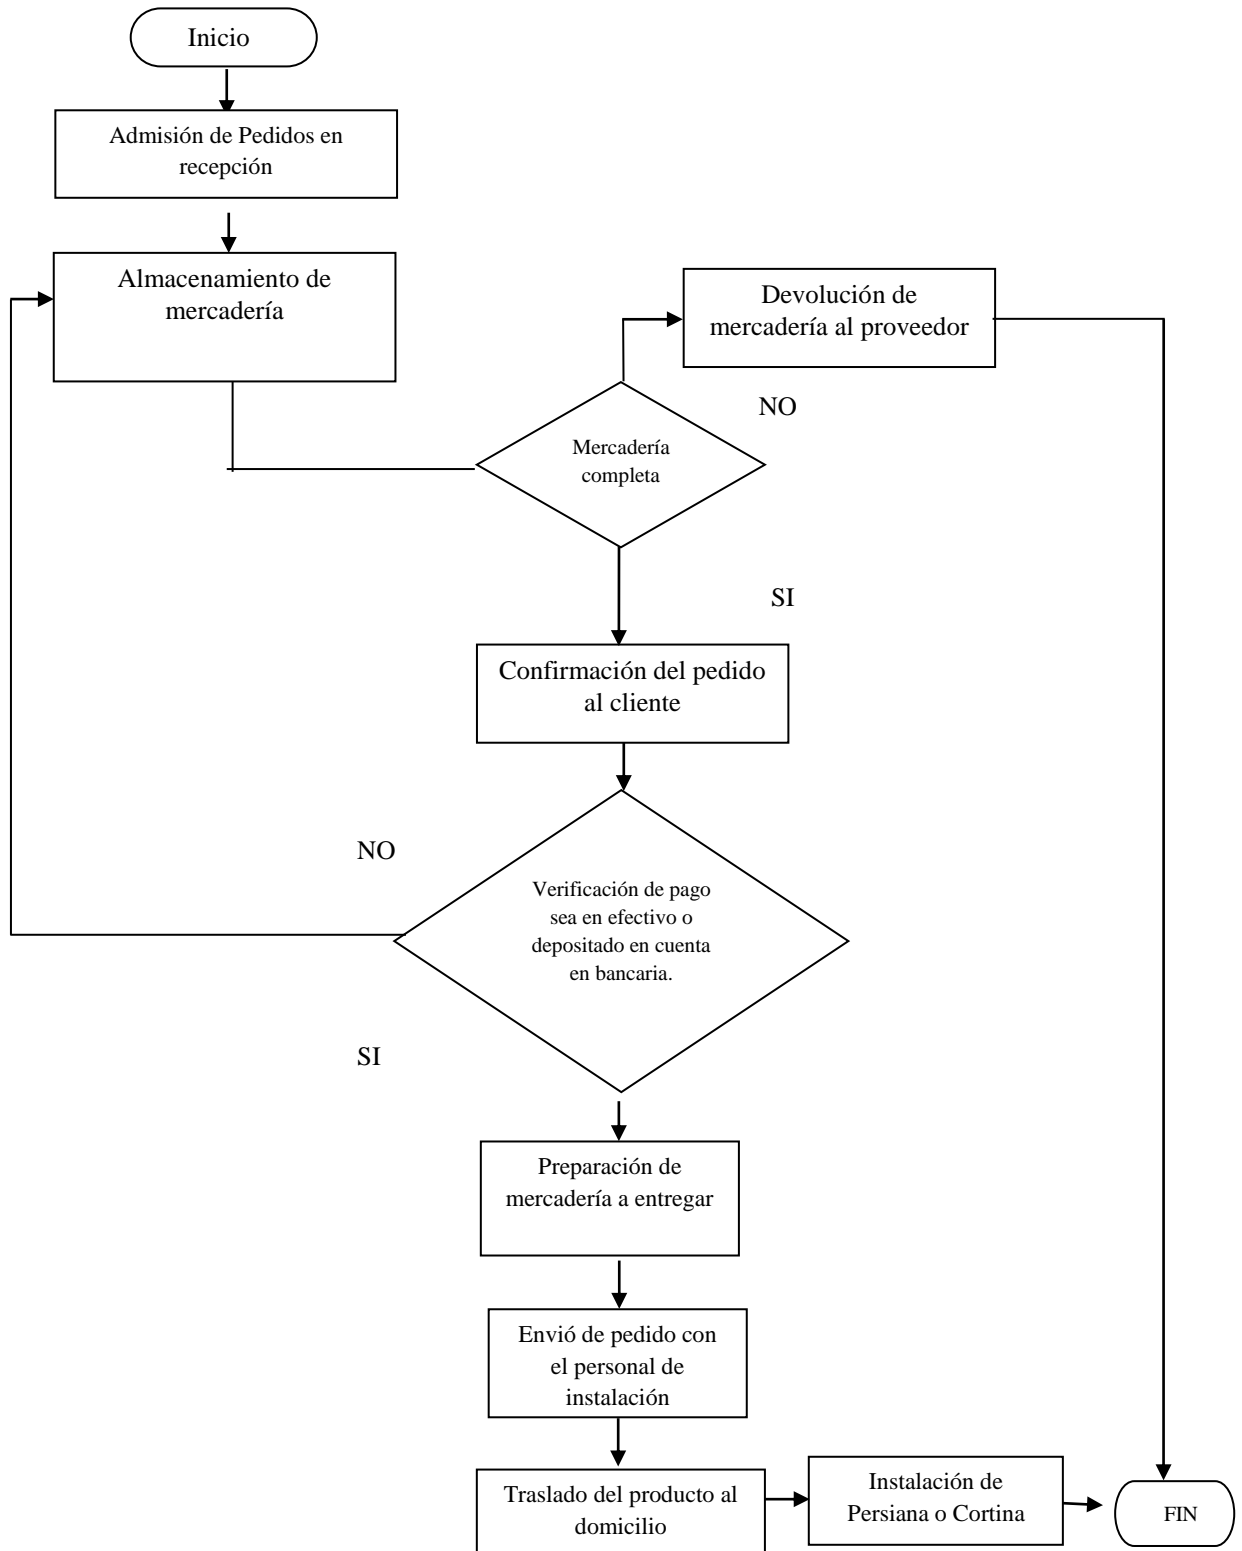 Inicio
Admisión de Pedidos en
recepción
Almacenamiento de
mercadería
Devolución de
mercadería al proveedor
NO
Mercadería
completa
SI
Confirmación del pedido
al cliente
NO
Verificación de pago
sea en efectivo o
depositado en cuenta
en bancaria.
SI
Preparación de
mercadería a entregar
Envió de pedido con
el personal de
instalación
Traslado del producto al
domicilio
Instalación de
Persiana o Cortina
FIN